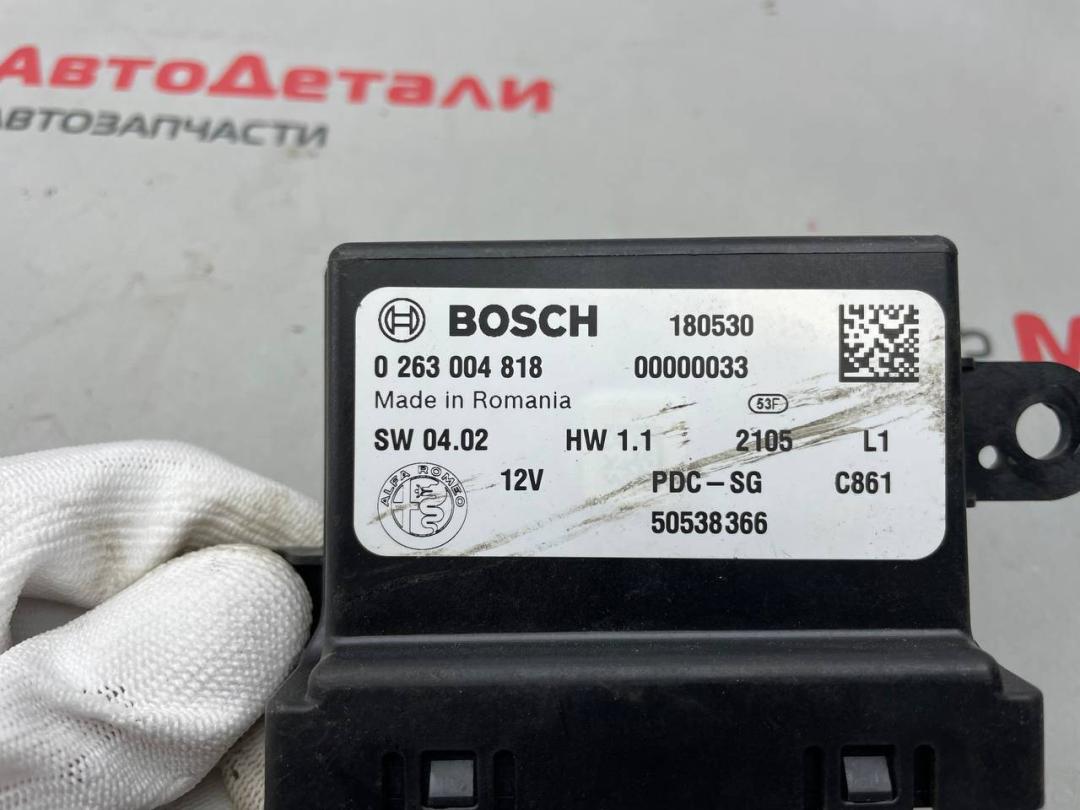 АвтоДетали
АВТОЗАПЧАСТИ
BOSCH 180530
0 263 004 818 00000033
Made in Romania 53F
SW 04.02 HW 1.1 2105 L1
ALFA ROMEO 12V PDC-SG C861
50538366